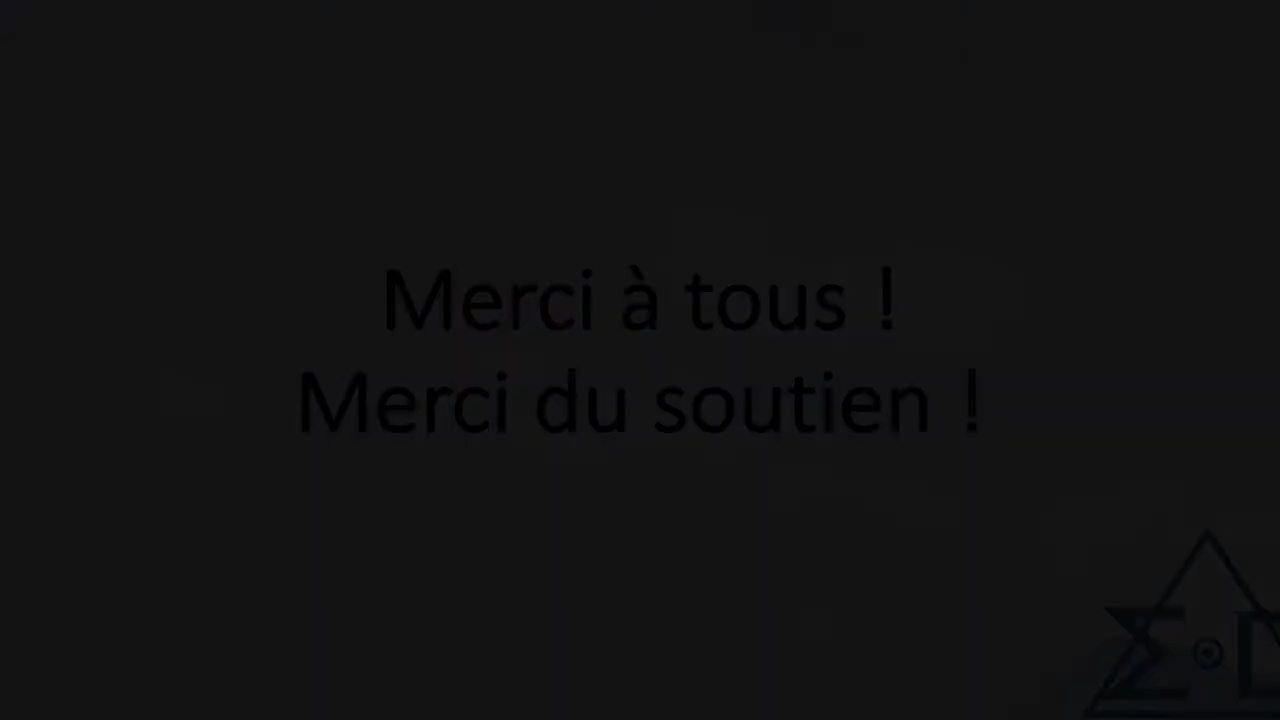 Merci à tous !
Merci du soutien !
Σ